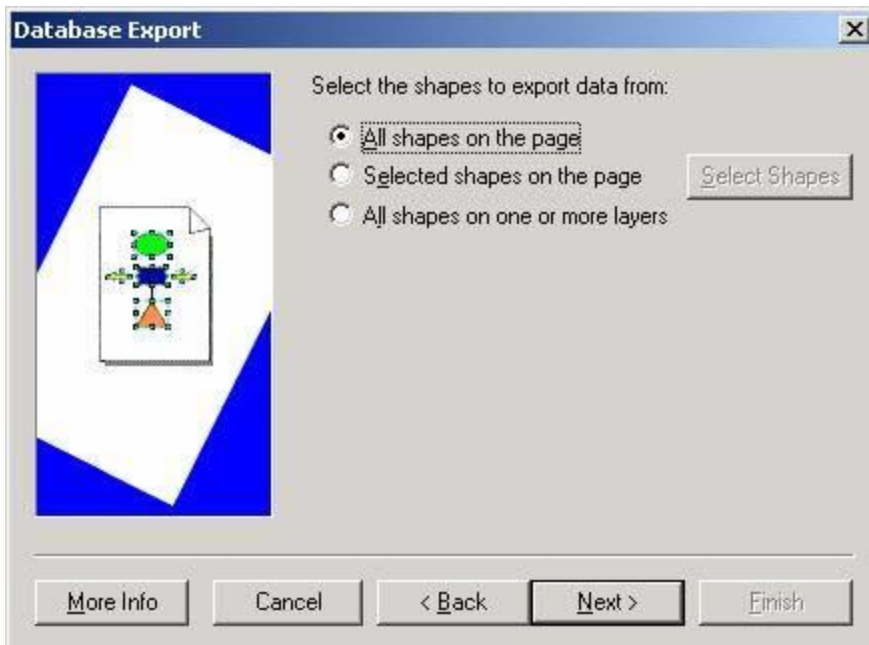 Database Export
Select the shapes to export data from:
All shapes on the page
Selected shapes on the page
Select Shapes
All shapes on one or more layers
More Info
Cancel
< Back
Next >
Finish